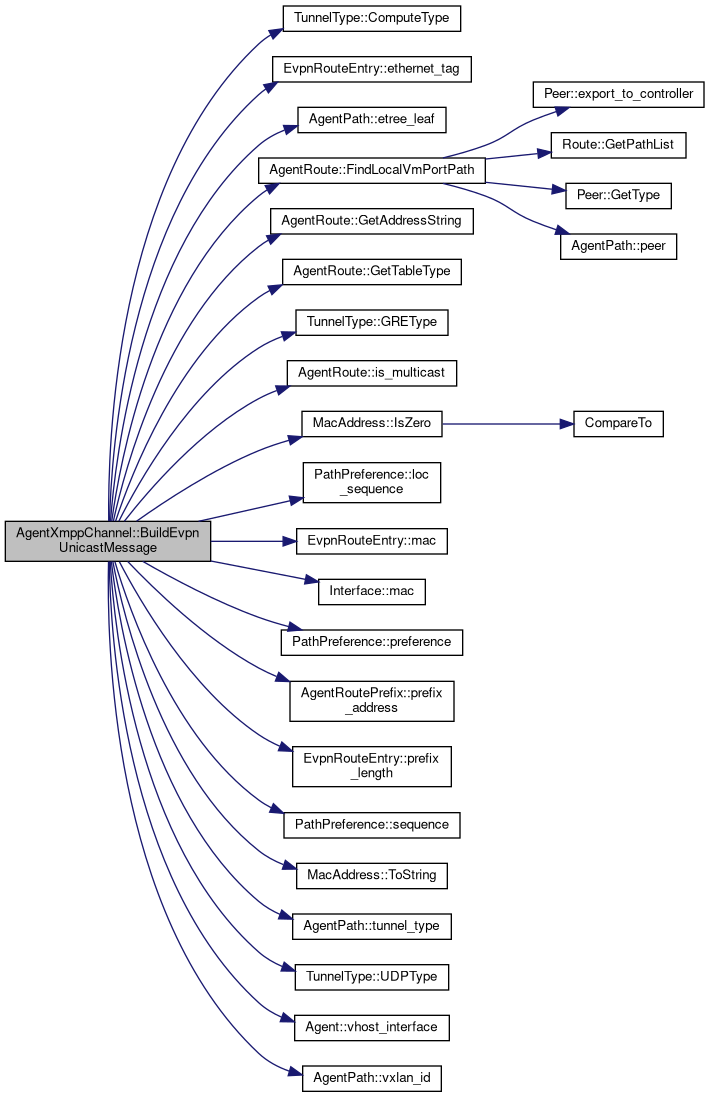 TunnelType::ComputeType
EvpnRouteEntry::ethernet_tag
AgentPath::etree_leaf
AgentRoute::FindLocalVmPortPath
Peer::export_to_controller
Route::GetPathList
Peer::GetType
AgentPath::peer
AgentRoute::GetAddressString
AgentRoute::GetTableType
TunnelType::GREType
AgentRoute::is_multicast
MacAddress::IsZero
CompareTo
PathPreference::loc
_sequence
AgentXmppChannel::BuildEvpn
UnicastMessage
EvpnRouteEntry::mac
Interface::mac
PathPreference::preference
AgentRoutePrefix::prefix
_address
EvpnRouteEntry::prefix
_length
PathPreference::sequence
MacAddress::ToString
AgentPath::tunnel_type
TunnelType::UDPType
Agent::vhost_interface
AgentPath::vxlan_id